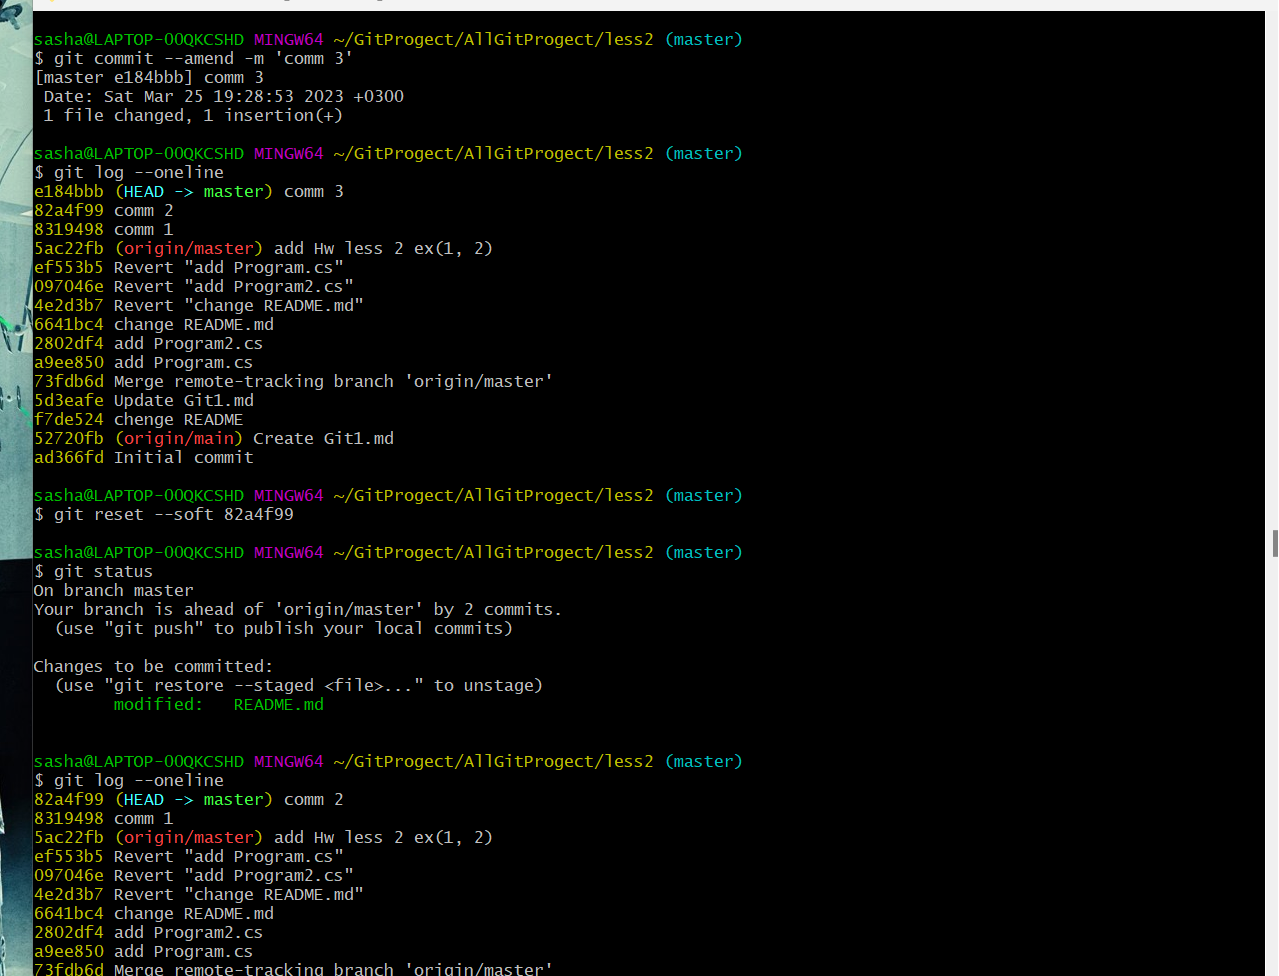 sasha@LAPTOP-OOQKCSHD MINGW64 ~/GitProgect/AllGitProgect/less2 (master)
$ git commit --amend -m 'comm 3'
[master e184bbb] comm 3
 Date: Sat Mar 25 19:28:53 2023 +0300
 1 file changed, 1 insertion(+)

sasha@LAPTOP-OOQKCSHD MINGW64 ~/GitProgect/AllGitProgect/less2 (master)
$ git log --oneline
e184bbb (HEAD -> master) comm 3
82a4f99 comm 2
8319498 comm 1
5ac22fb (origin/master) add Hw less 2 ex(1, 2)
ef553b5 Revert "add Program.cs"
097046e Revert "add Program2.cs"
4e2d3b7 Revert "change README.md"
6641bc4 change README.md
2802df4 add Program2.cs
a9ee850 add Program.cs
73fdb6d Merge remote-tracking branch 'origin/master'
5d3eafe Update Git1.md
f7de524 chenge README
52720fb (origin/main) Create Git1.md
ad366fd Initial commit

sasha@LAPTOP-OOQKCSHD MINGW64 ~/GitProgect/AllGitProgect/less2 (master)
$ git reset --soft 82a4f99

sasha@LAPTOP-OOQKCSHD MINGW64 ~/GitProgect/AllGitProgect/less2 (master)
$ git status
On branch master
Your branch is ahead of 'origin/master' by 2 commits.
  (use "git push" to publish your local commits)

Changes to be committed:
  (use "git restore --staged <file>..." to unstage)
        modified:   README.md

sasha@LAPTOP-OOQKCSHD MINGW64 ~/GitProgect/AllGitProgect/less2 (master)
$ git log --oneline
82a4f99 (HEAD -> master) comm 2
8319498 comm 1
5ac22fb (origin/master) add Hw less 2 ex(1, 2)
ef553b5 Revert "add Program.cs"
097046e Revert "add Program2.cs"
4e2d3b7 Revert "change README.md"
6641bc4 change README.md
2802df4 add Program2.cs
a9ee850 add Program.cs
73fdb6d Merge remote-tracking branch 'origin/master'